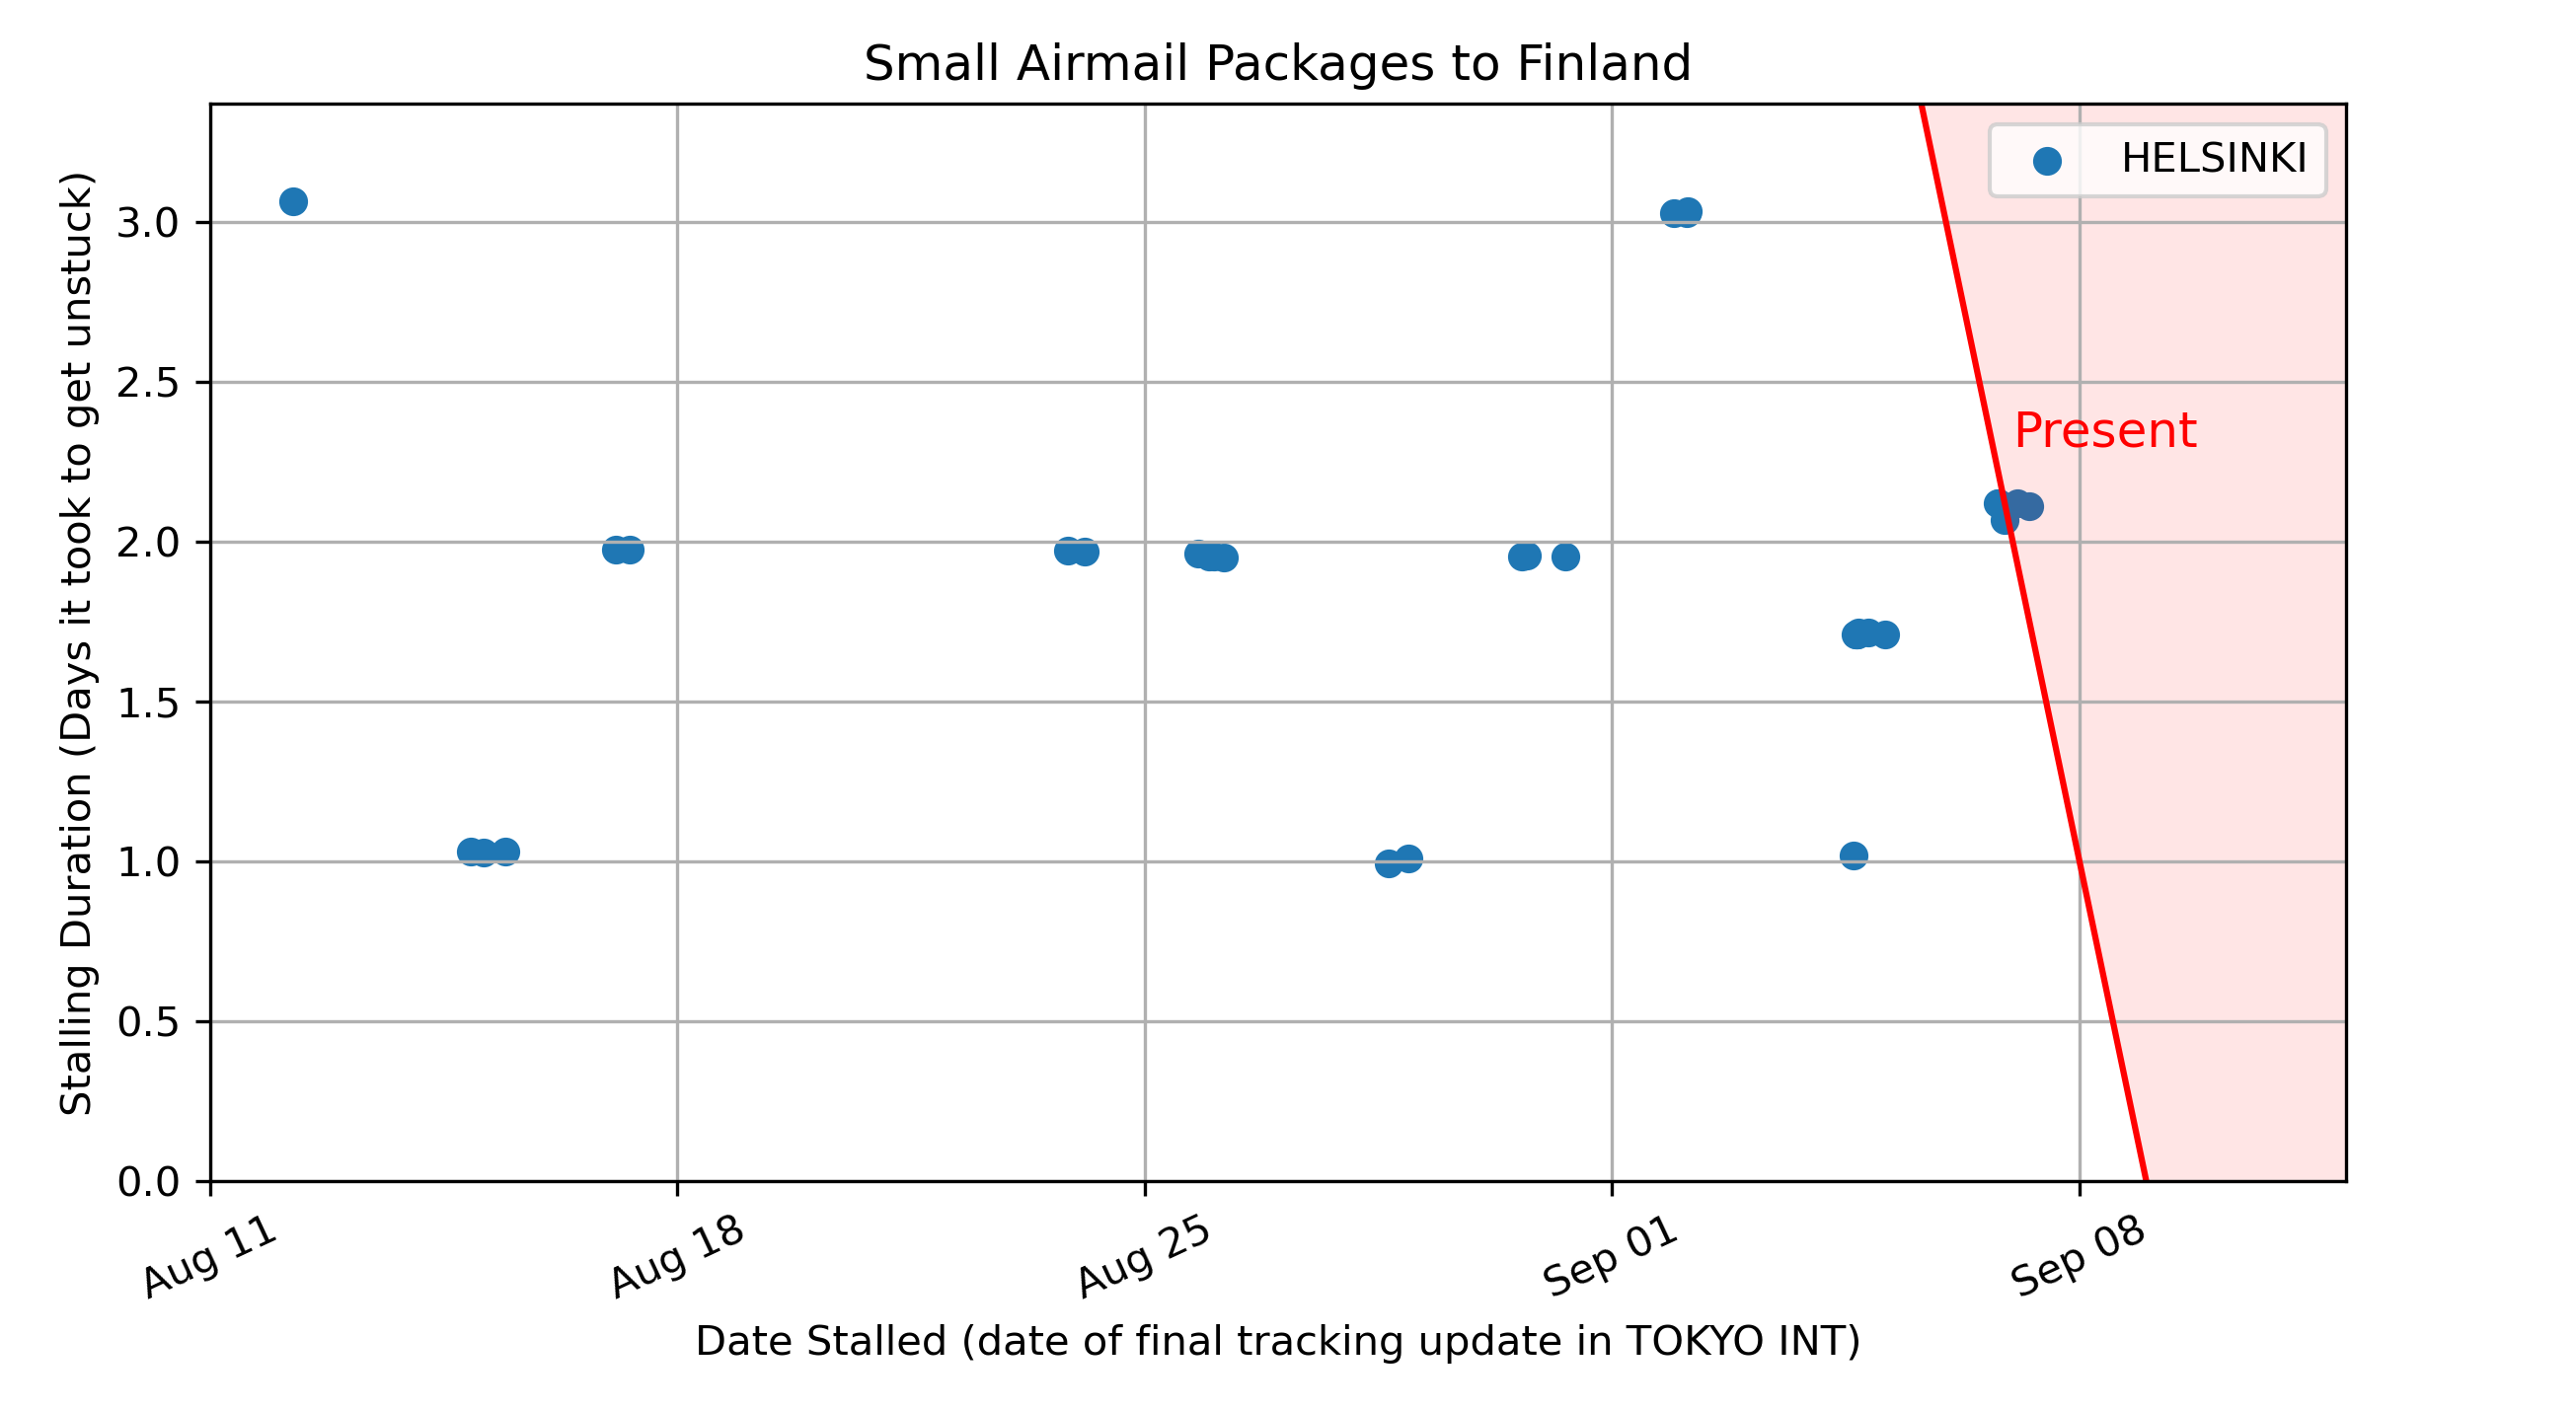 Small Airmail Packages to Finland
HELSINKI
Present
Stalling Duration (Days it took to get unstuck)
3.0
2.5
2.0
1.5
1.0
0.5
0.0
Aug 11
Aug 18
Aug 25
Sep 01
Sep 08
Date Stalled (date of final tracking update in TOKYO INT)